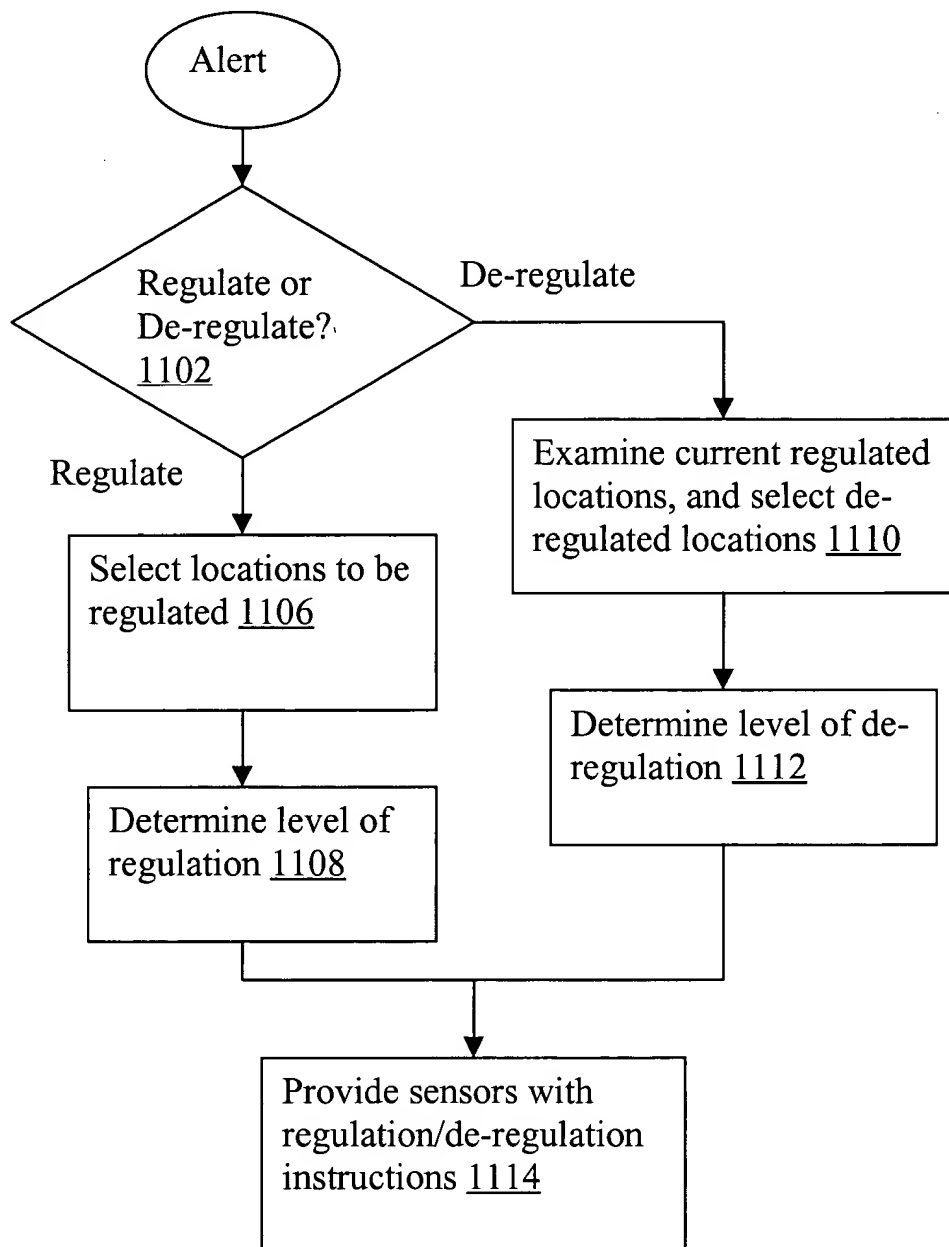 Alert
Regulate or
De-regulate?
1102
De-regulate
Regulate
Examine current regulated
locations, and select de-
regulated locations 1110
Select locations to be
regulated 1106
Determine level of de-
regulation 1112
Determine level of
regulation 1108
Provide sensors with
regulation/de-regulation
instructions 1114